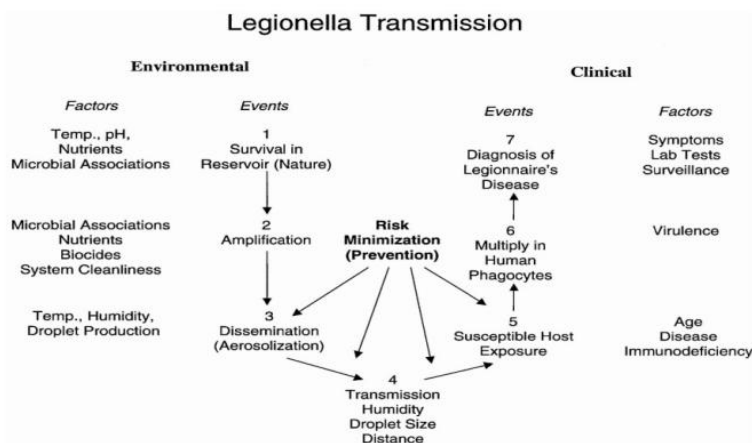 Legionella Transmission
Environmental
Clinical
Factors
Events
Events
Factors
Temp., pH,
Nutrients
Microbial Associations
1
Survival in
Reservoir (Nature)
7
Diagnosis of
Legionnaire's
Disease
Symptoms
Lab Tests
Surveillance
Microbial Associations
Nutrients
Biocides
System Cleanliness
2
Amplification
Risk
Minimization
(Prevention)
6
Multiply in
Human
Phagocytes
Virulence
Temp., Humidity,
Droplet Production
3
Dissemination
(Aerosolization)
5
Susceptible Host
Exposure
Age
Disease
Immunodeficiency
4
Transmission
Humidity
Droplet Size
Distance